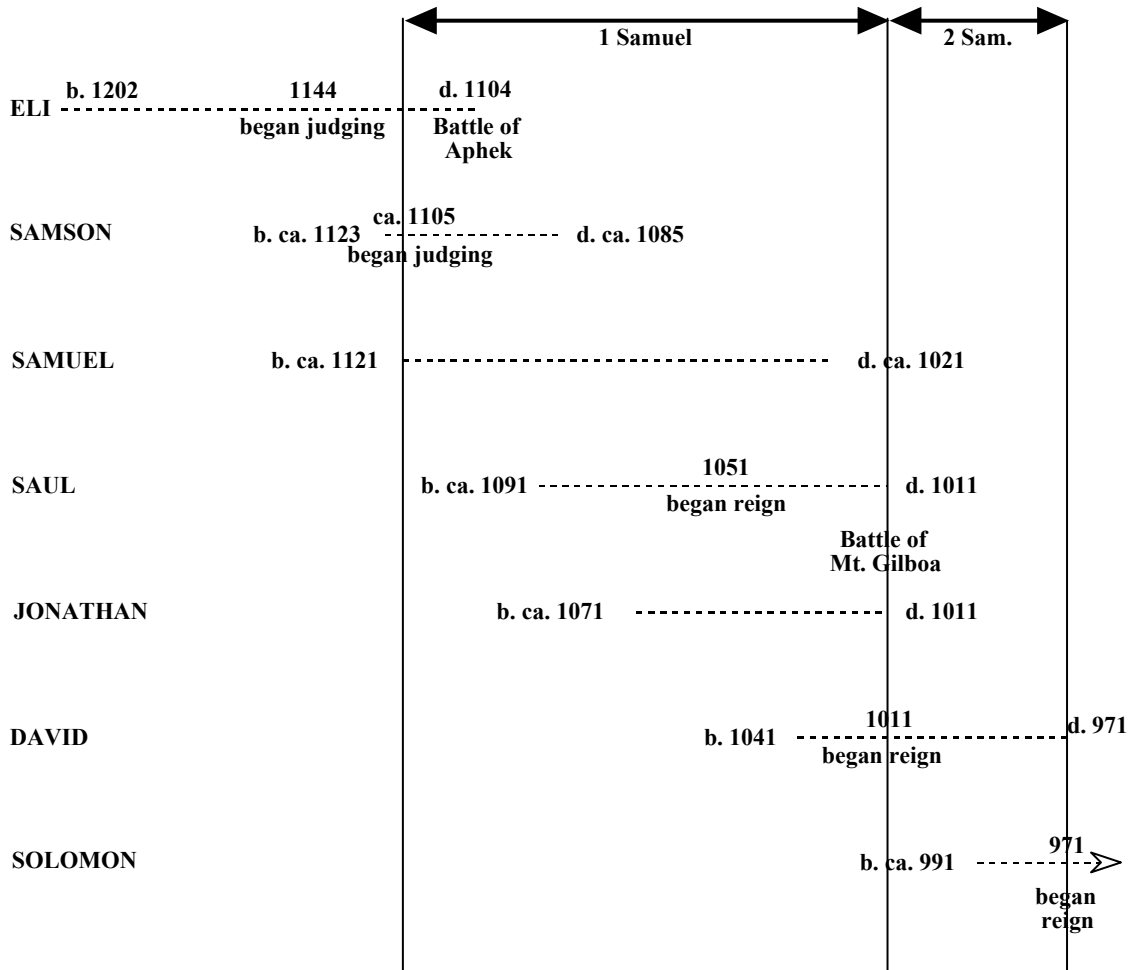 1 Samuel 2 Sam.
b. 1202 1144 d. 1104
ELI
began judging Battle of
Aphek
ca. 1105
SAMSON b. ca. 1123 d. ca. 1085
began judging
SAMUEL b. ca. 1121 d. ca. 1021
1051
SAUL b. ca. 1091 d. 1011
began reign
Battle of
Mt. Gilboa
JONATHAN b. ca. 1071 d. 1011
1011 d. 971
DAVID b. 1041
began reign
971
SOLOMON b. ca. 991
began
reign